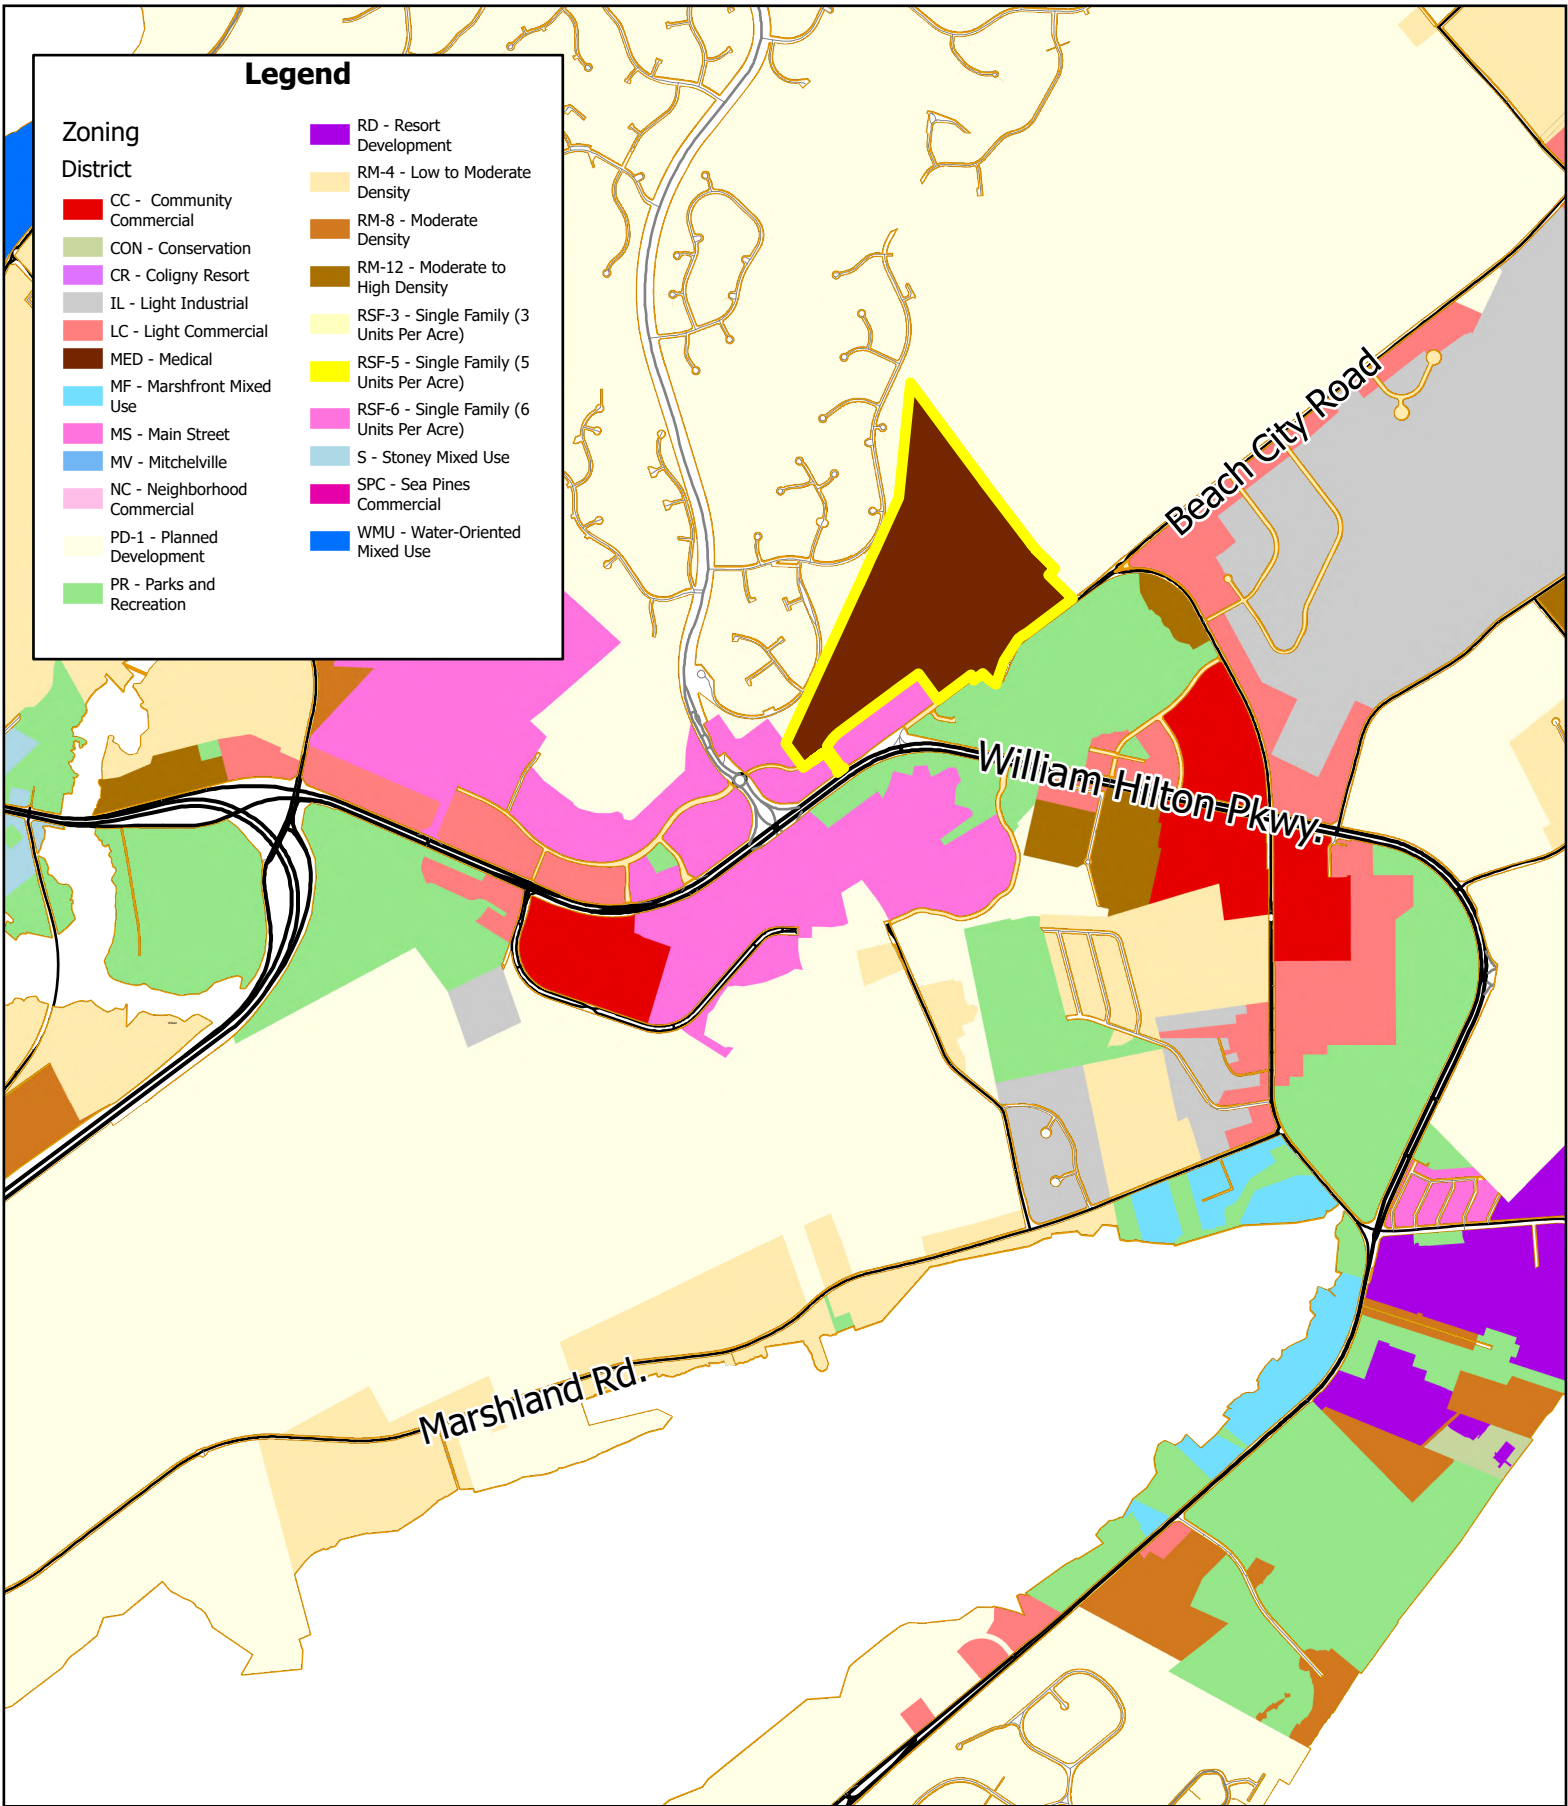 Legend
Zoning
District
CC - Community
Commercial
CON - Conservation
CR - Coligny Resort
IL - Light Industrial
LC - Light Commercial
MED - Medical
MF - Marshfront Mixed
Use
MS - Main Street
MV - Mitchelville
NC - Neighborhood
Commercial
PD-1 - Planned
Development
PR - Parks and
Recreation
RD - Resort
Development
RM-4 - Low to Moderate
Density
RM-8 - Moderate
Density
RM-12 - Moderate to
High Density
RSF-3 - Single Family (3
Units Per Acre)
RSF-5 - Single Family (5
Units Per Acre)
RSF-6 - Single Family (6
Units Per Acre)
S - Stoney Mixed Use
SPC - Sea Pines
Commercial
WMU - Water-Oriented
Mixed Use
Beach City Road
William Hilton Pkwy.
Marshland Rd.